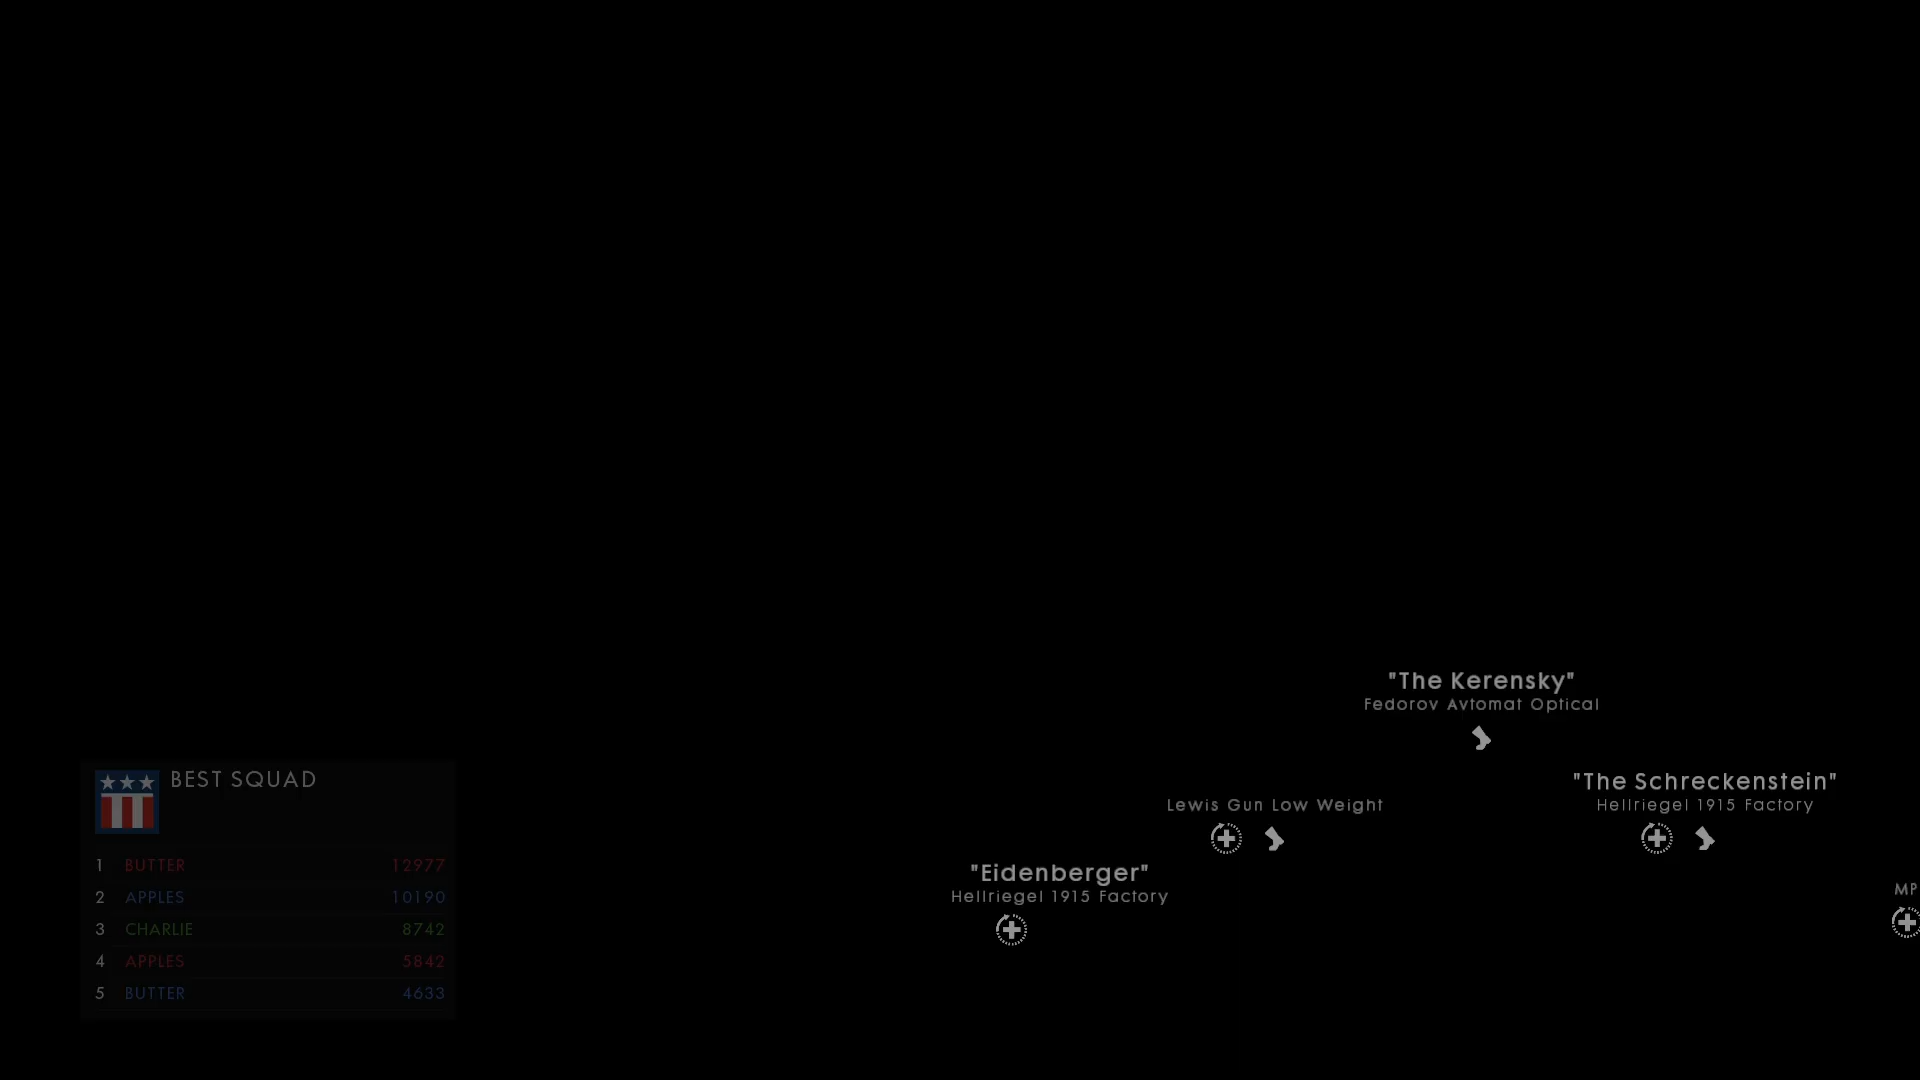 "The Kerensky"
Fedorov Avtomat Optical
"The Schreckenstein"
Hellriegel 1915 Factory
Lewis Gun Low Weight
"Eidenberger"
Hellriegel 1915 Factory
MP
BEST SQUAD
1 BUTTER 12977
2 APPLES 10190
3 CHARLIE 8742
4 APPLES 5842
5 BUTTER 4633